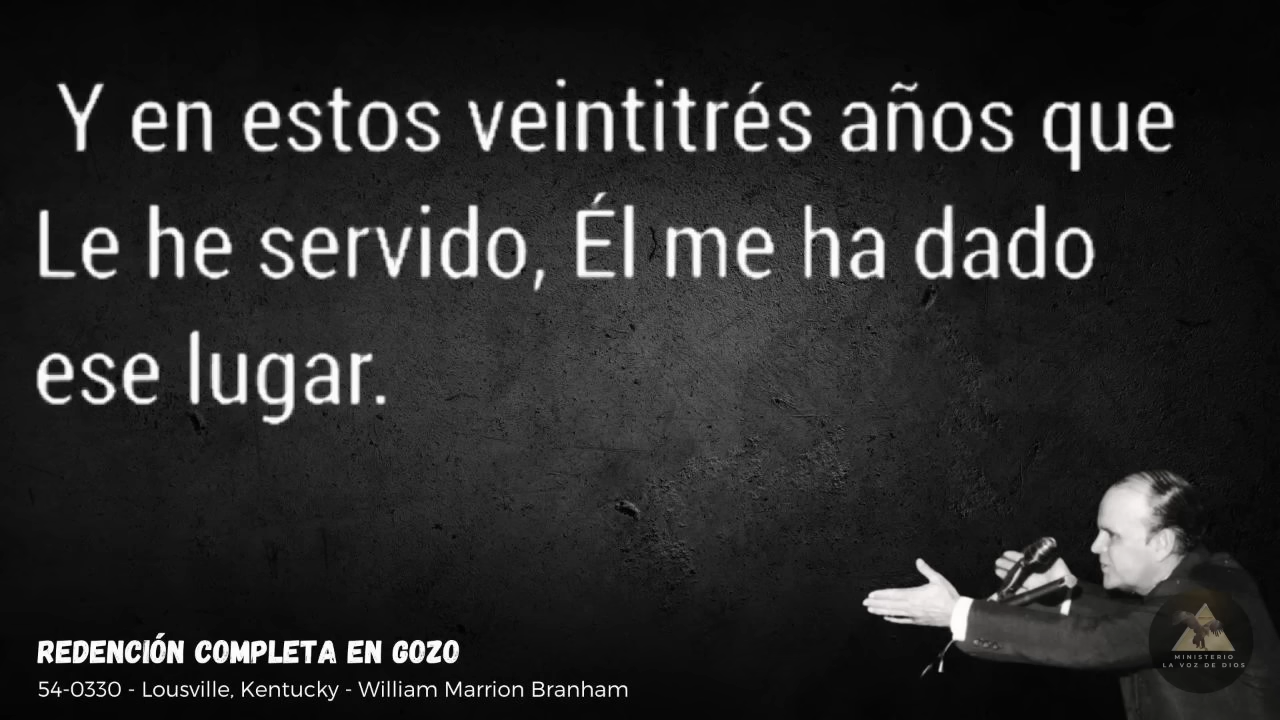 Y en estos veintitrés años que
Le he servido, Él me ha dado
ese lugar.
REDENCIÓN COMPLETA EN GOZO
54-0330 - Lousville, Kentucky - William Marrion Branham
MINISTERIO
LA VOZ DE DIOS